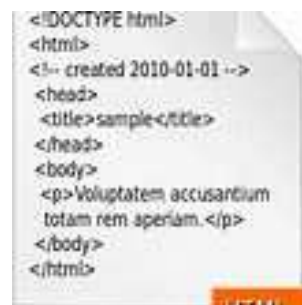 <!DOCTYPE html>
<html>
<!-- created 2010-01-01 -->
<head>
<title>sample</title>
</head>
<body>
<p>Voluptatem accusantium
totam rem aperiam.</p>
</body>
</html>
HTML